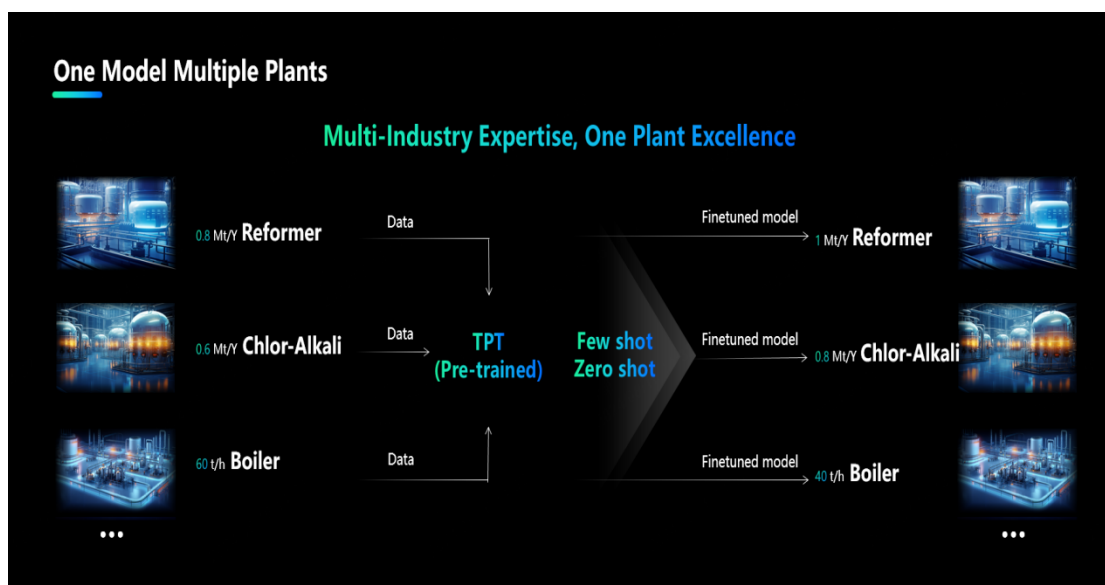 One Model Multiple Plants
Multi-Industry Expertise, One Plant Excellence
0.8 Mt/Y Reformer
Data
Finetuned model
1 Mt/Y Reformer
0.6 Mt/Y Chlor-Alkali
Data
TPT
(Pre-trained)
Few shot
Zero shot
Finetuned model
0.8 Mt/Y Chlor-Alkali
60 t/h Boiler
Data
Finetuned model
40 t/h Boiler
...
...